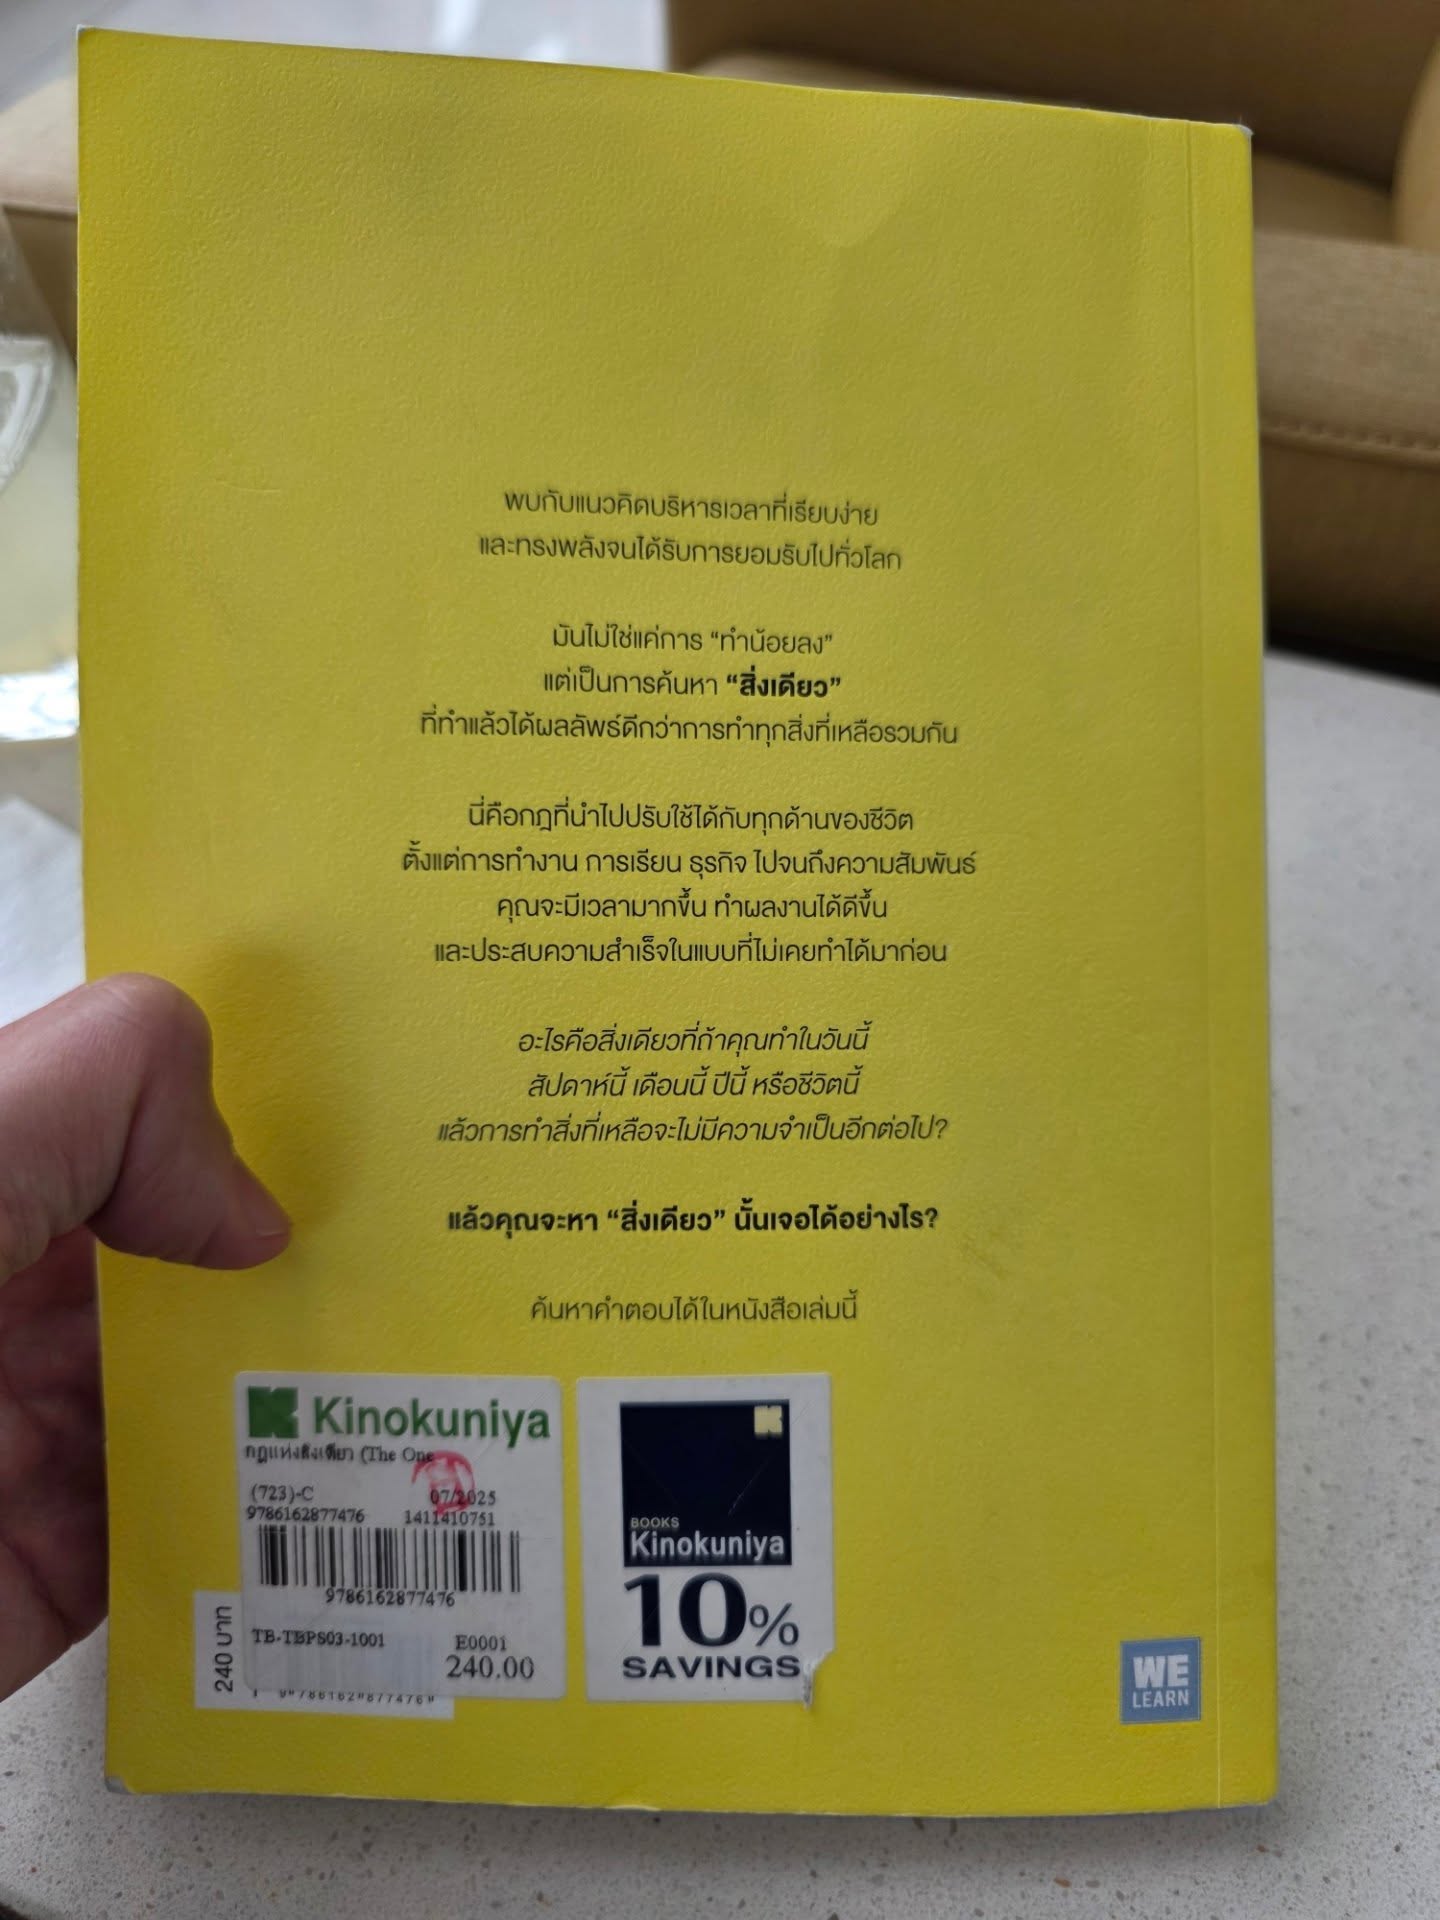 พบกับแนวคิดบริหารเวลาที่เรียบง่าย
และทรงพลังจนได้รับการยอมรับไปทั่วโลก
มันไม่ใช่แค่การ “ทำน้อยลง”
แต่เป็นการค้นหา “สิ่งเดียว”
ที่ทำแล้วได้ผลลัพธ์ดีกว่าการทำทุกสิ่งที่เหลือรวมกัน
นี่คือกฎที่นำไปปรับใช้ได้กับทุกด้านของชีวิต
ตั้งแต่การทำงาน การเรียน ธุรกิจ ไปจนถึงความสัมพันธ์
คุณจะมีเวลามากขึ้น ทำผลงานได้ดีขึ้น
และประสบความสำเร็จในแบบที่ไม่เคยทำได้มาก่อน
อะไรคือสิ่งเดียวที่ถ้าคุณทำในวันนี้
สัปดาห์นี้ เดือนนี้ ปีนี้ หรือชีวิตนี้
แล้วการทำสิ่งที่เหลือจะไม่มีความจำเป็นอีกต่อไป?
แล้วคุณจะหา “สิ่งเดียว” นั้นเจอได้อย่างไร?
ค้นหาคำตอบได้ในหนังสือเล่มนี้
Kinokuniya
กฎแห่งสิ่งเดียว (The One
(723)-C 07/2025
9786162877476 1411410751
9786162877476
TB-TBPS03-1001 E0001
240.00
240 บาท
9 786162 877476
BOOKS
Kinokuniya
10%
SAVINGS
WE
LEARN